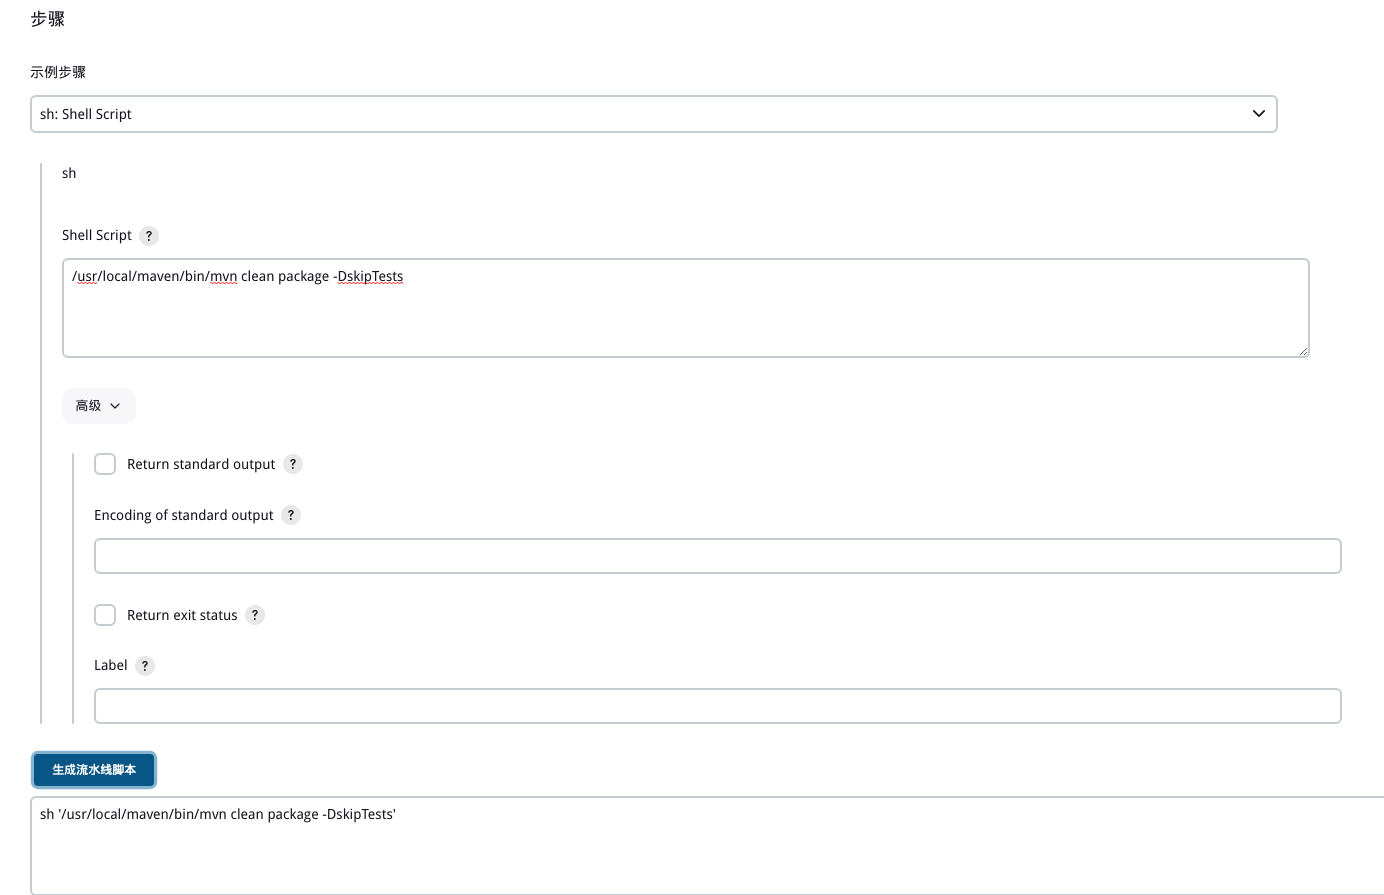 步骤
示例步骤
sh: Shell Script
sh
Shell Script ?
/usr/local/maven/bin/mvn clean package -DskipTests
高级
Return standard output ?
Encoding of standard output ?
Return exit status ?
Label ?
生成流水线脚本
sh '/usr/local/maven/bin/mvn clean package -DskipTests'